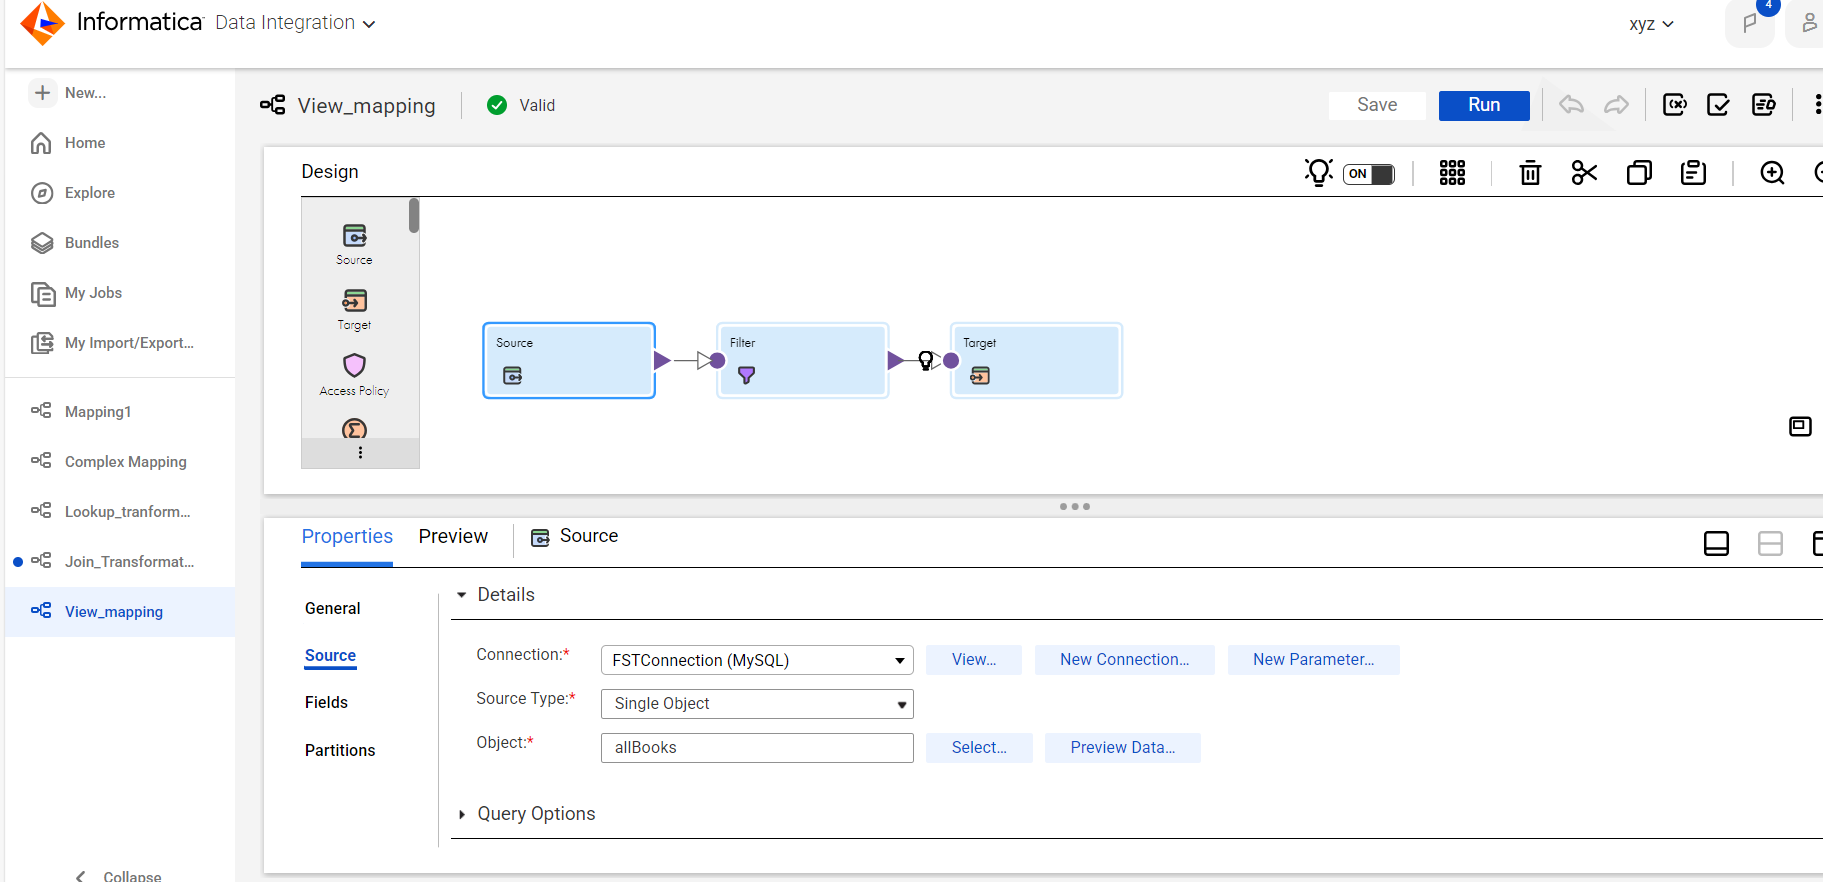 Informatica Data Integration
xyz
4
New...
Home
Explore
Bundles
My Jobs
My Import/Export...
Mapping1
Complex Mapping
Lookup_tranform...
Join_Transformat...
View_mapping
Collapse
View_mapping
Valid
Save
Run
Design
ON
Source
Target
Access Policy
Source
Filter
Target
Properties
Preview
Source
General
Source
Fields
Partitions
Details
Connection:* FSTConnection (MySQL) View... New Connection... New Parameter...
Source Type:* Single Object
Object:* allBooks Select... Preview Data...
Query Options